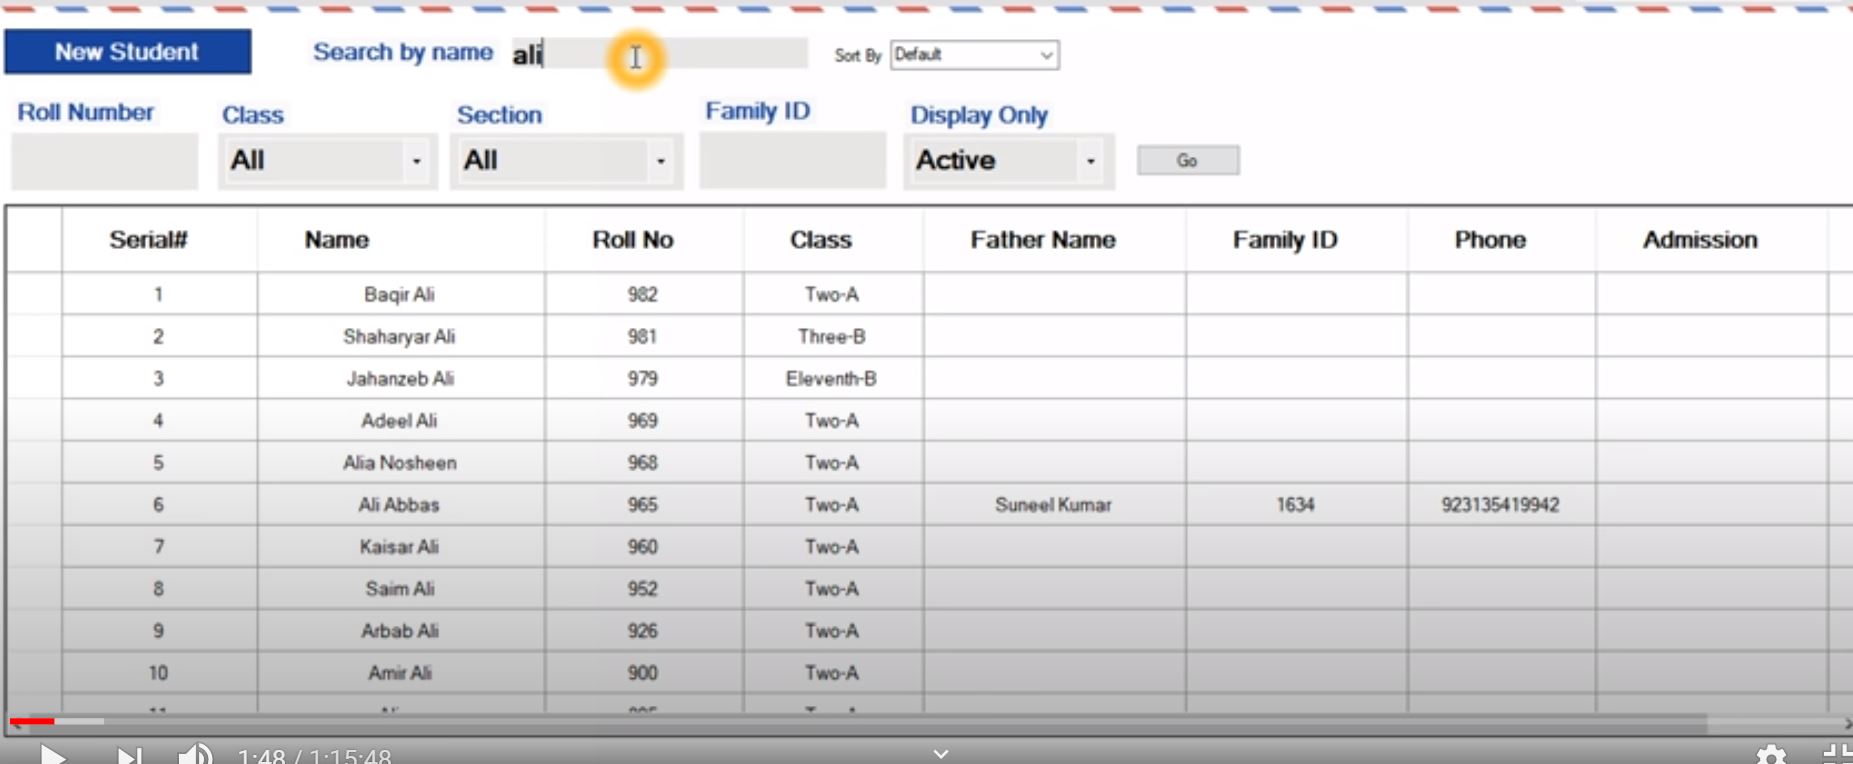 New Student Search by name ali Sort By Default
Roll Number Class Section Family ID Display Only
All All Active Go
Serial# Name Roll No Class Father Name Family ID Phone Admission
1 Baqir Ali 982 Two-A
2 Shaharyar Ali 981 Three-B
3 Jahanzeb Ali 979 Eleventh-B
4 Adeel Ali 969 Two-A
5 Alia Nosheen 968 Two-A
6 Ali Abbas 965 Two-A Suneel Kumar 1634 923135419942
7 Kaisar Ali 960 Two-A
8 Saim Ali 952 Two-A
9 Arbab Ali 926 Two-A
10 Amir Ali 900 Two-A
1:48 / 1:15:48